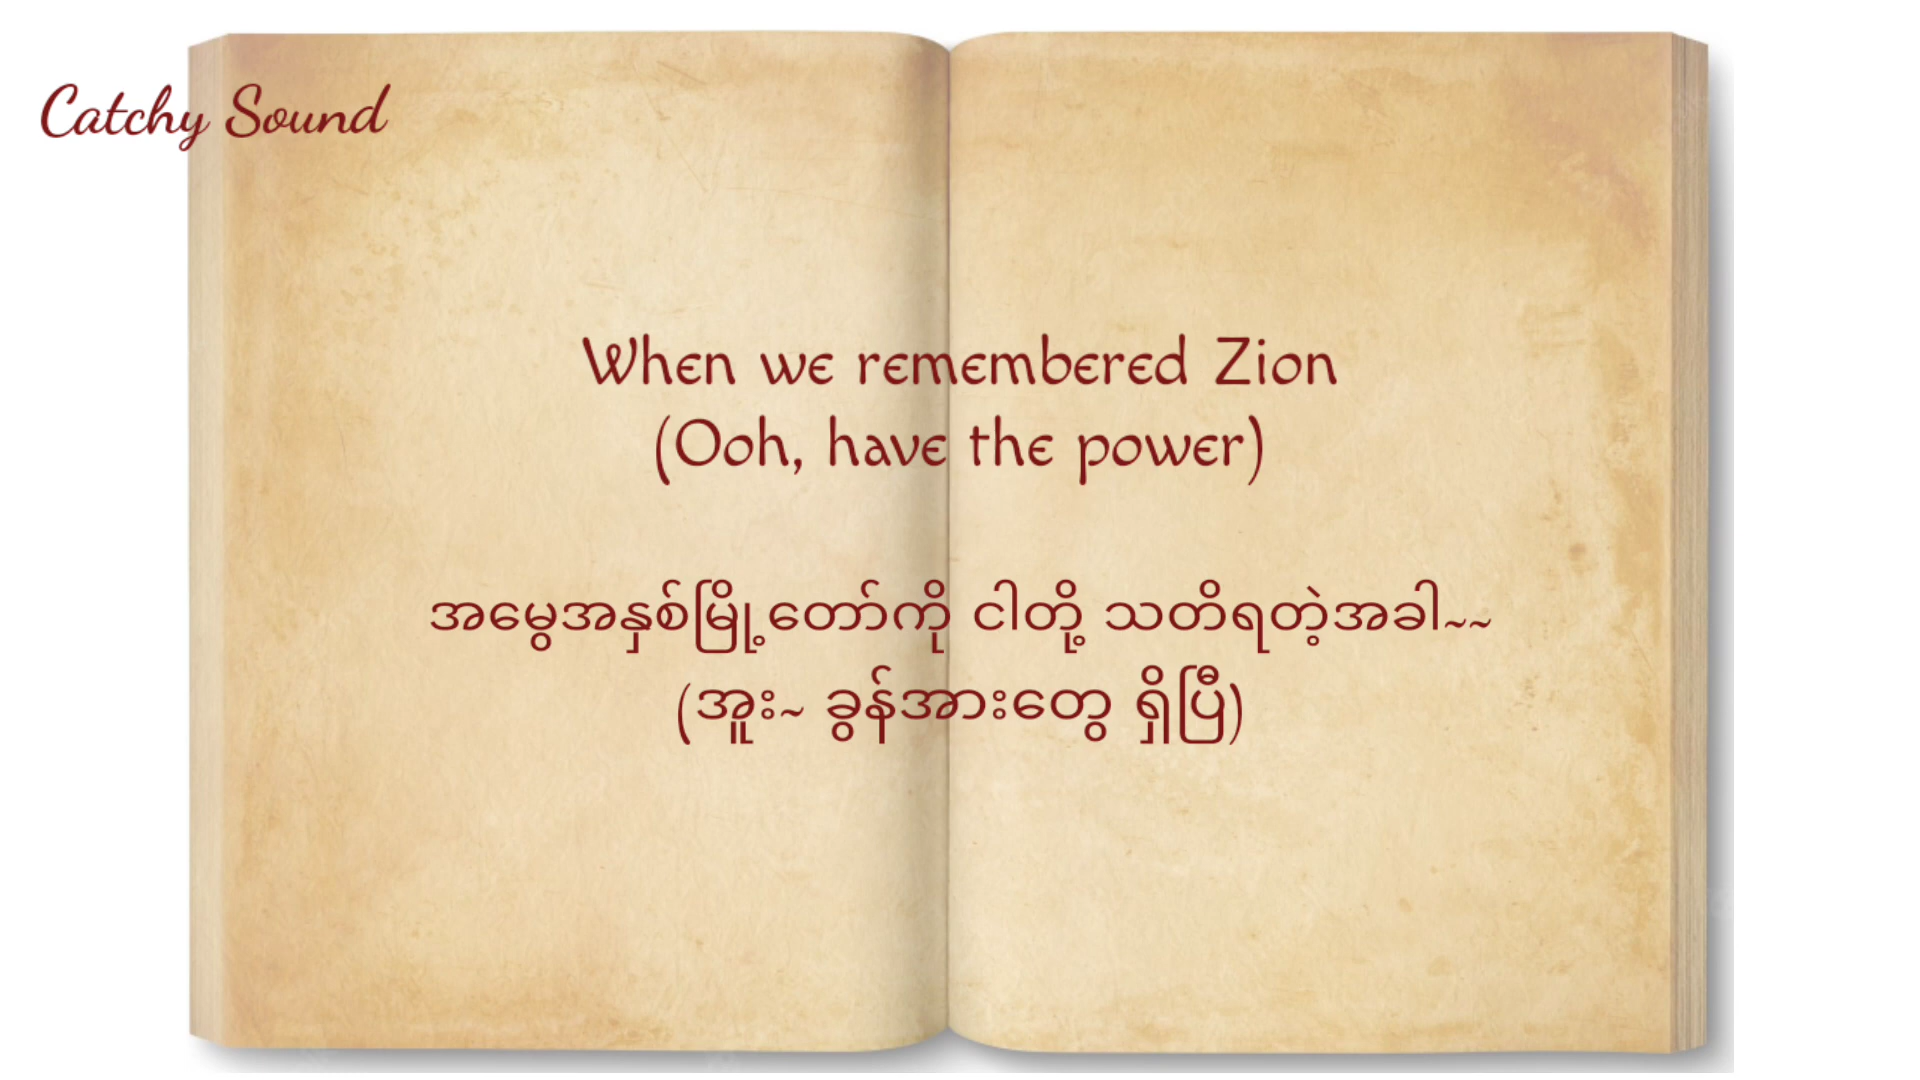 Catchy Sound
When we remembered Zion
(Ooh, have the power)
အမွေအနှစ်မြို့တော်ကို ငါတို့ သတိရတဲ့အခါ~~
(အူး~ ခွန်အားတွေ ရှိပြီ)